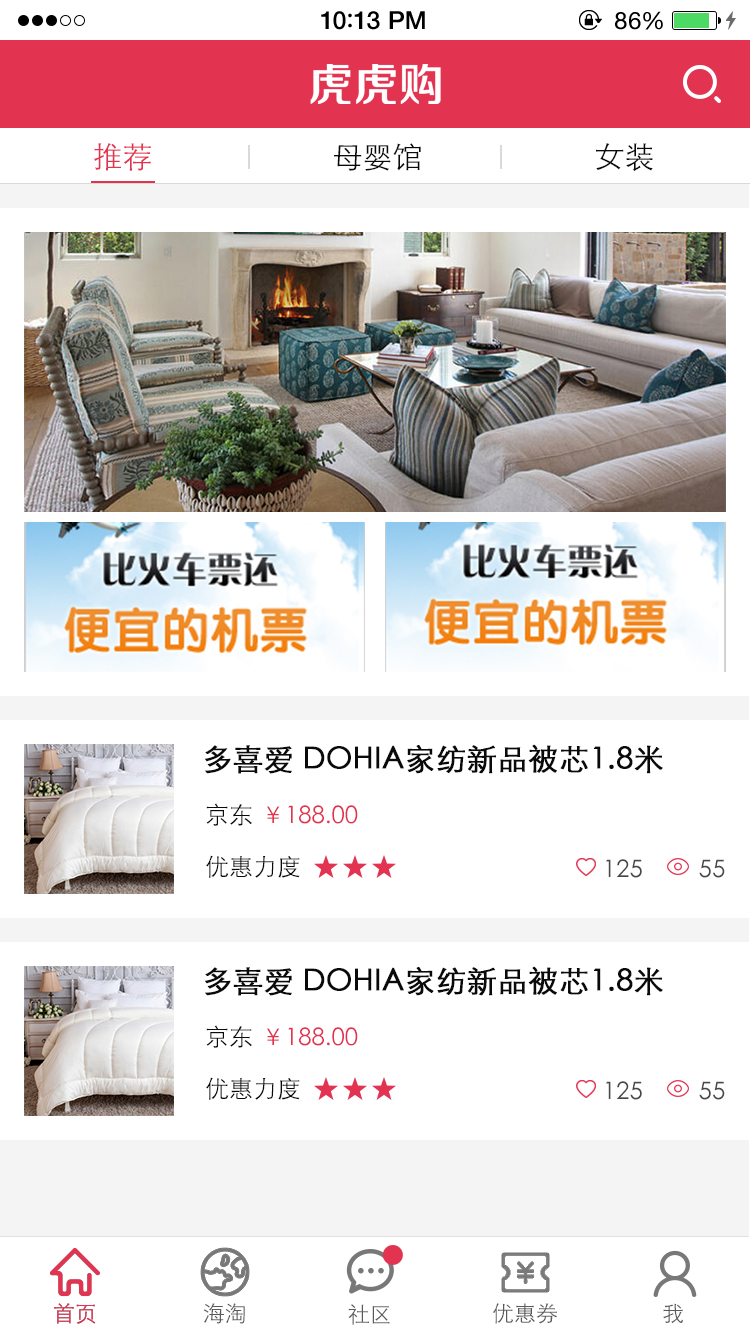 10:13 PM 86%
虎虎购
推荐 母婴馆 女装
比火车票还
便宜的机票
比火车票还
便宜的机票
多喜爱 DOHIA家纺新品被芯1.8米
京东 ¥188.00
优惠力度 ★★★ 125 55
多喜爱 DOHIA家纺新品被芯1.8米
京东 ¥188.00
优惠力度 ★★★ 125 55
首页 海淘 社区 优惠券 我